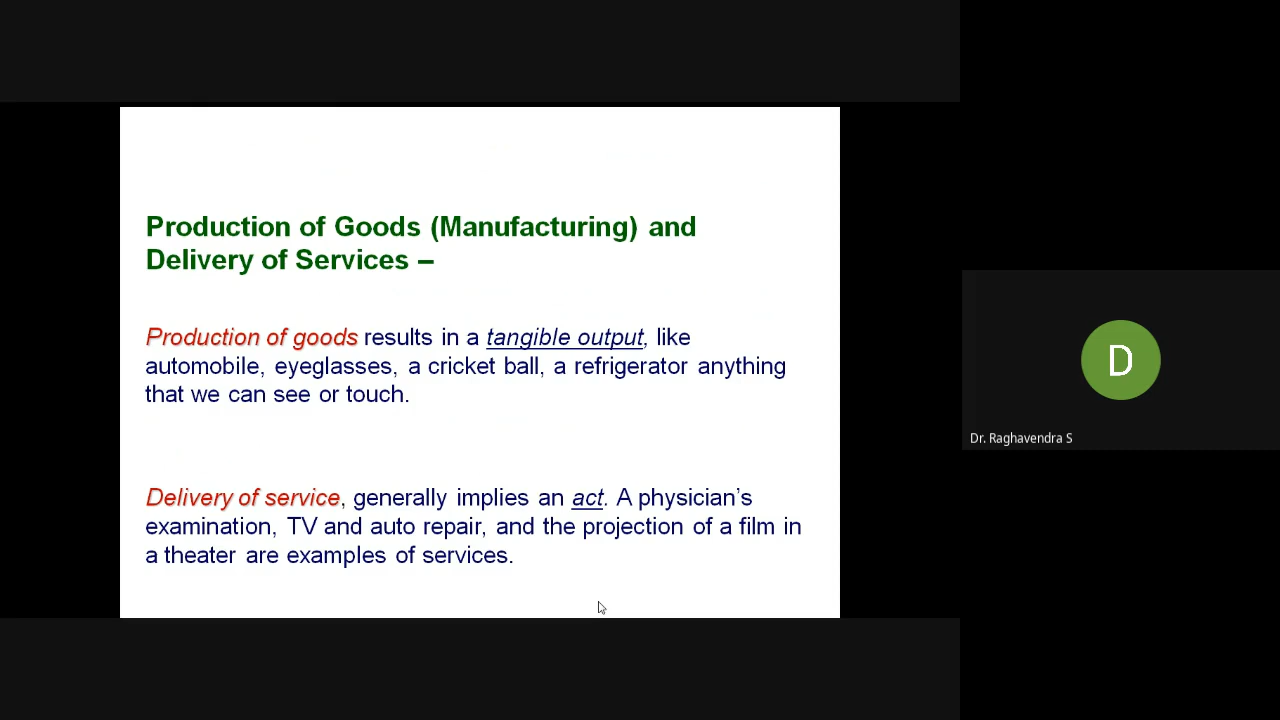 Production of Goods (Manufacturing) and
Delivery of Services –
Production of goods results in a tangible output, like
automobile, eyeglasses, a cricket ball, a refrigerator anything
that we can see or touch.
Delivery of service, generally implies an act. A physician’s
examination, TV and auto repair, and the projection of a film in
a theater are examples of services.
D
Dr. Raghavendra S